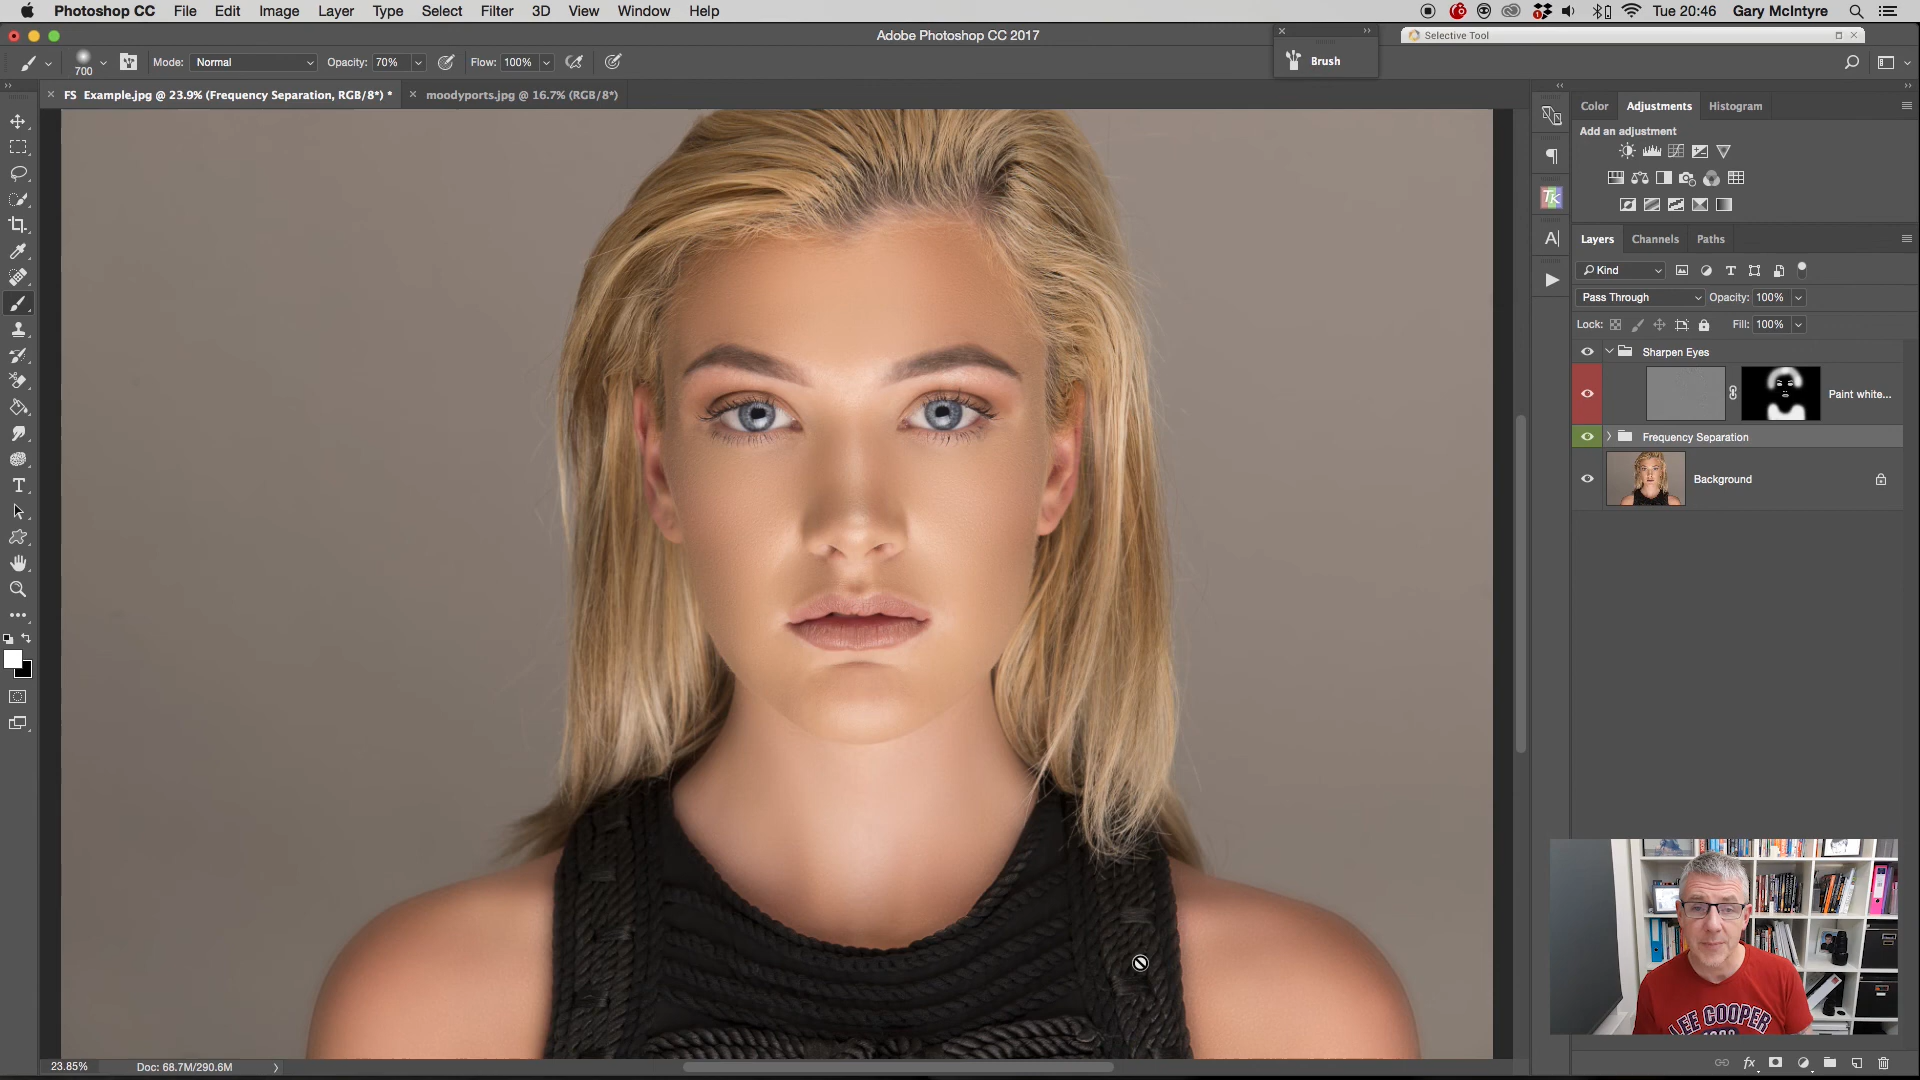 Photoshop CC File Edit Image Layer Type Select Filter 3D View Window Help Tue 20:46 Gary McIntyre
Adobe Photoshop CC 2017
Selective Tool
700 Mode: Normal Opacity: 70% Flow: 100%
Brush
FS Example.jpg @ 23.9% (Frequency Separation, RGB/8*) * moodyports.jpg @ 16.7% (RGB/8*)
Color Adjustments Histogram
Add an adjustment
TK
A
Layers Channels Paths
Kind
Pass Through Opacity: 100%
Lock: Fill: 100%
Sharpen Eyes
Paint white...
Frequency Separation
Background
LEE COOPER
23.85% Doc: 68.7M/290.6M
fx